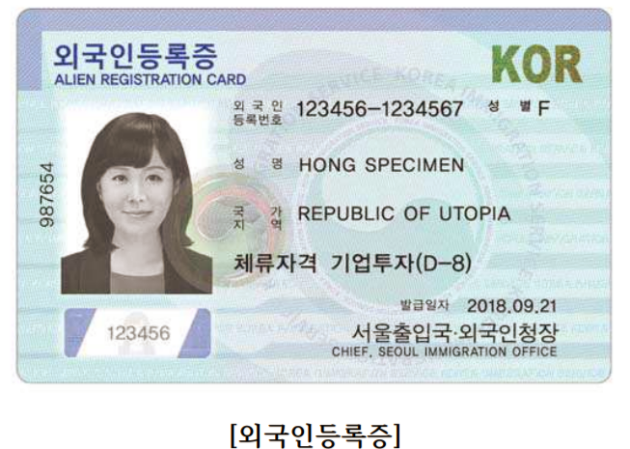 외국인등록증
ALIEN REGISTRATION CARD
KOR
외 국 인
등록번호 123456-1234567 성 별 F
성 명 HONG SPECIMEN
국 가
지 역 REPUBLIC OF UTOPIA
체류자격 기업투자(D-8)
987654
123456
발급일자 2018.09.21
서울출입국·외국인청장
CHIEF, SEOUL IMMIGRATION OFFICE
[외국인등록증]